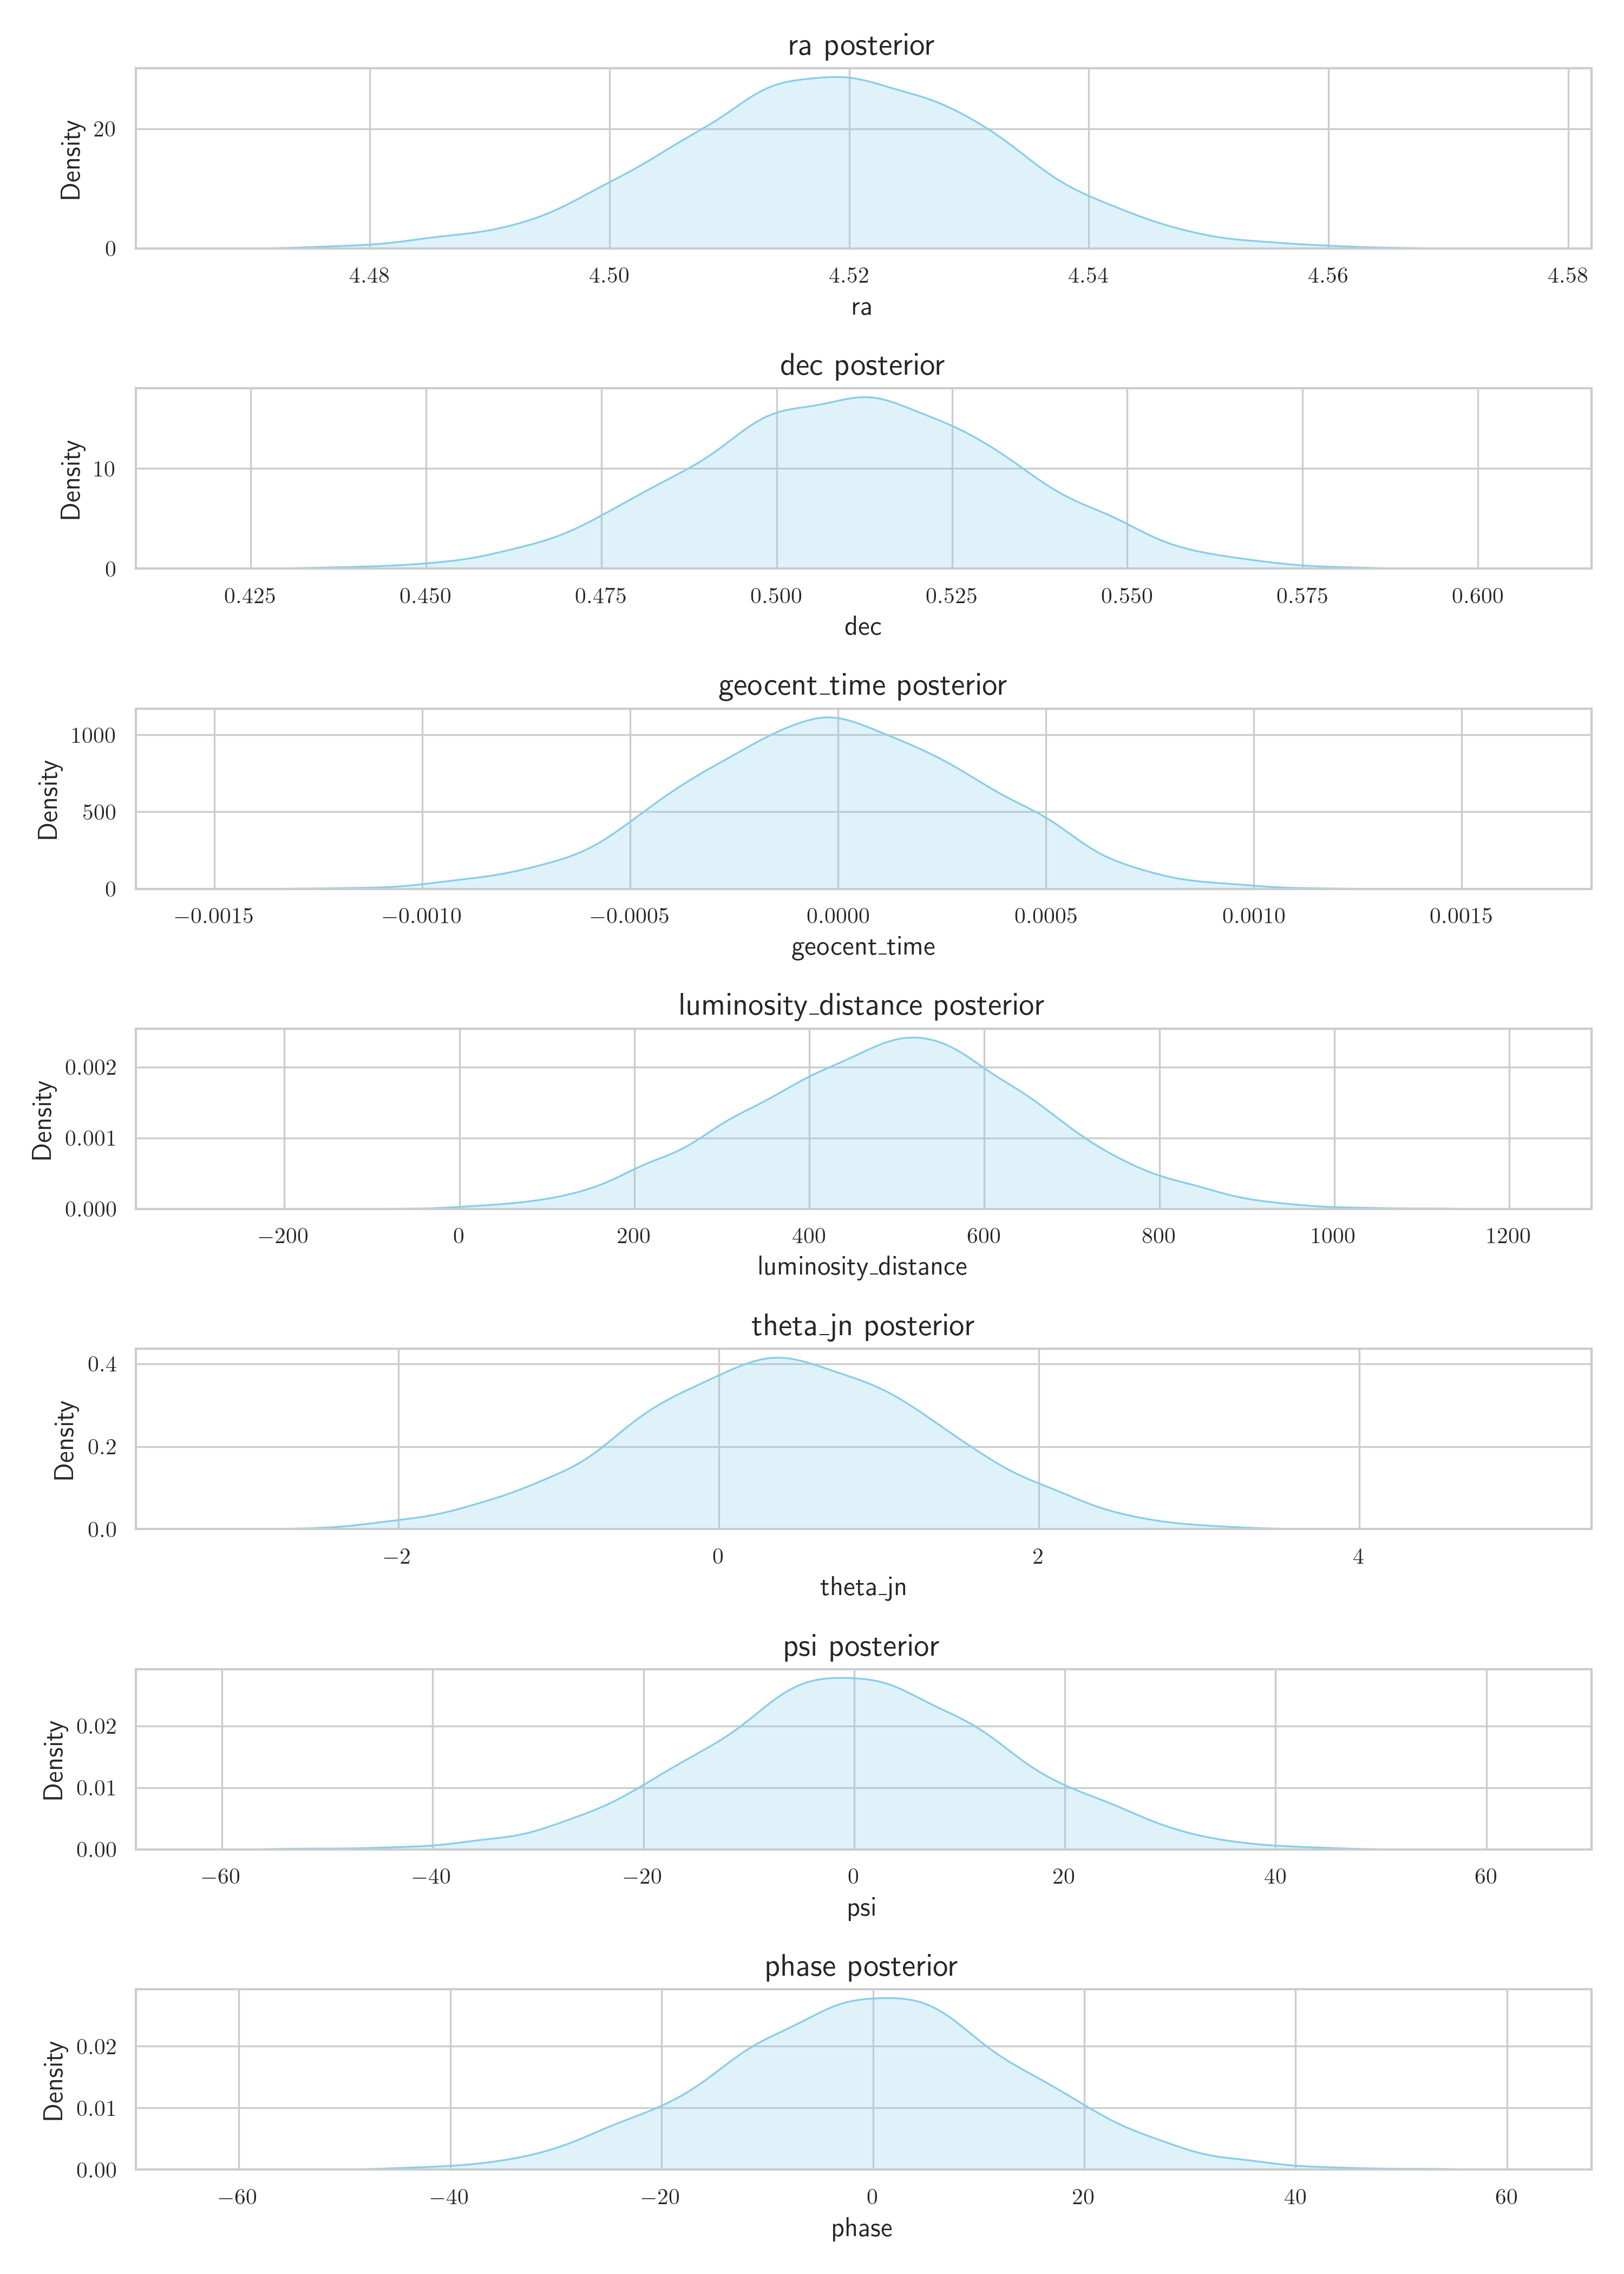 ra posterior
Density
20
0
4.48 4.50 4.52 4.54 4.56 4.58
ra
dec posterior
Density
10
0
0.425 0.450 0.475 0.500 0.525 0.550 0.575 0.600
dec
geocent_time posterior
Density
1000
500
0
−0.0015 −0.0010 −0.0005 0.0000 0.0005 0.0010 0.0015
geocent_time
luminosity_distance posterior
Density
0.002
0.001
0.000
−200 0 200 400 600 800 1000 1200
luminosity_distance
theta_jn posterior
Density
0.4
0.2
0.0
−2 0 2 4
theta_jn
psi posterior
Density
0.02
0.01
0.00
−60 −40 −20 0 20 40 60
psi
phase posterior
Density
0.02
0.01
0.00
−60 −40 −20 0 20 40 60
phase